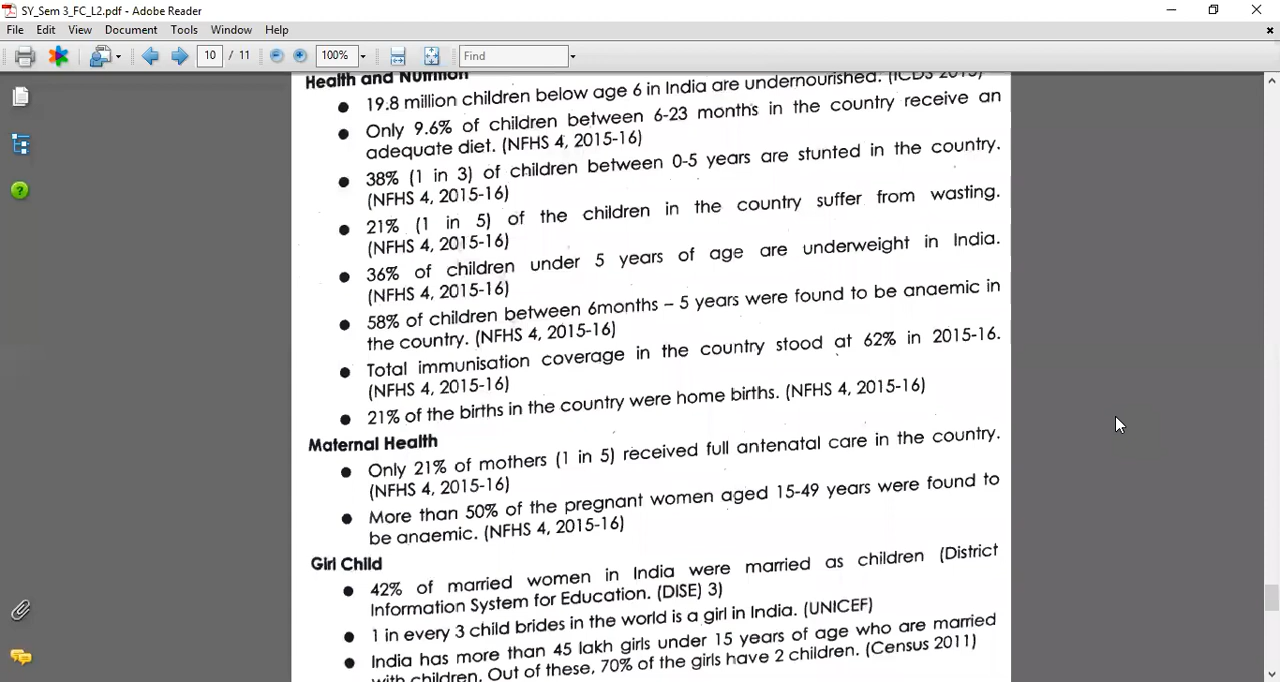 SY_Sem 3_FC_L2.pdf - Adobe Reader
File Edit View Document Tools Window Help
10 / 11 100% Find
Health and Nutrition
● 19.8 million children below age 6 in India are undernourished. (ICDS 2015)
● Only 9.6% of children between 6-23 months in the country receive an
adequate diet. (NFHS 4, 2015-16)
● 38% (1 in 3) of children between 0-5 years are stunted in the country.
(NFHS 4, 2015-16)
● 21% (1 in 5) of the children in the country suffer from wasting.
(NFHS 4, 2015-16)
● 36% of children under 5 years of age are underweight in India.
(NFHS 4, 2015-16)
● 58% of children between 6months – 5 years were found to be anaemic in
the country. (NFHS 4, 2015-16)
● Total immunisation coverage in the country stood at 62% in 2015-16.
(NFHS 4, 2015-16)
● 21% of the births in the country were home births. (NFHS 4, 2015-16)
Maternal Health
● Only 21% of mothers (1 in 5) received full antenatal care in the country.
(NFHS 4, 2015-16)
● More than 50% of the pregnant women aged 15-49 years were found to
be anaemic. (NFHS 4, 2015-16)
Girl Child
● 42% of married women in India were married as children (District
Information System for Education. (DISE) 3)
● 1 in every 3 child brides in the world is a girl in India. (UNICEF)
● India has more than 45 lakh girls under 15 years of age who are married
with children. Out of these, 70% of the girls have 2 children. (Census 2011)